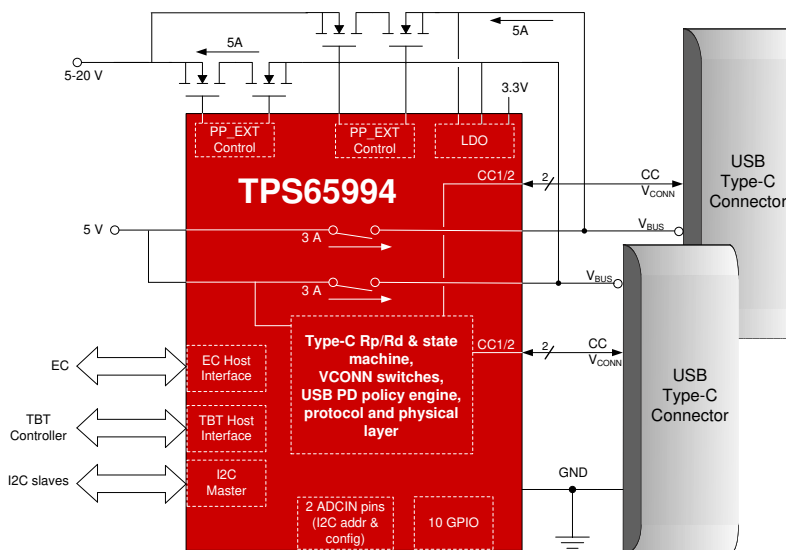 5A
5A
5-20 V
3.3V
PP_EXT
Control
PP_EXT
Control
LDO
TPS65994
CC1/2
2
CC
VCONN
USB
Type-C
Connector
5 V
3 A
VBUS
3 A
VBUS
Type-C Rp/Rd & state
machine,
VCONN switches,
USB PD policy engine,
protocol and physical
layer
CC1/2
2
CC
VCONN
USB
Type-C
Connector
EC
EC Host
Interface
TBT
Controller
TBT Host
Interface
I2C slaves
I2C
Master
GND
2 ADCIN pins
(I2C addr &
config)
10 GPIO